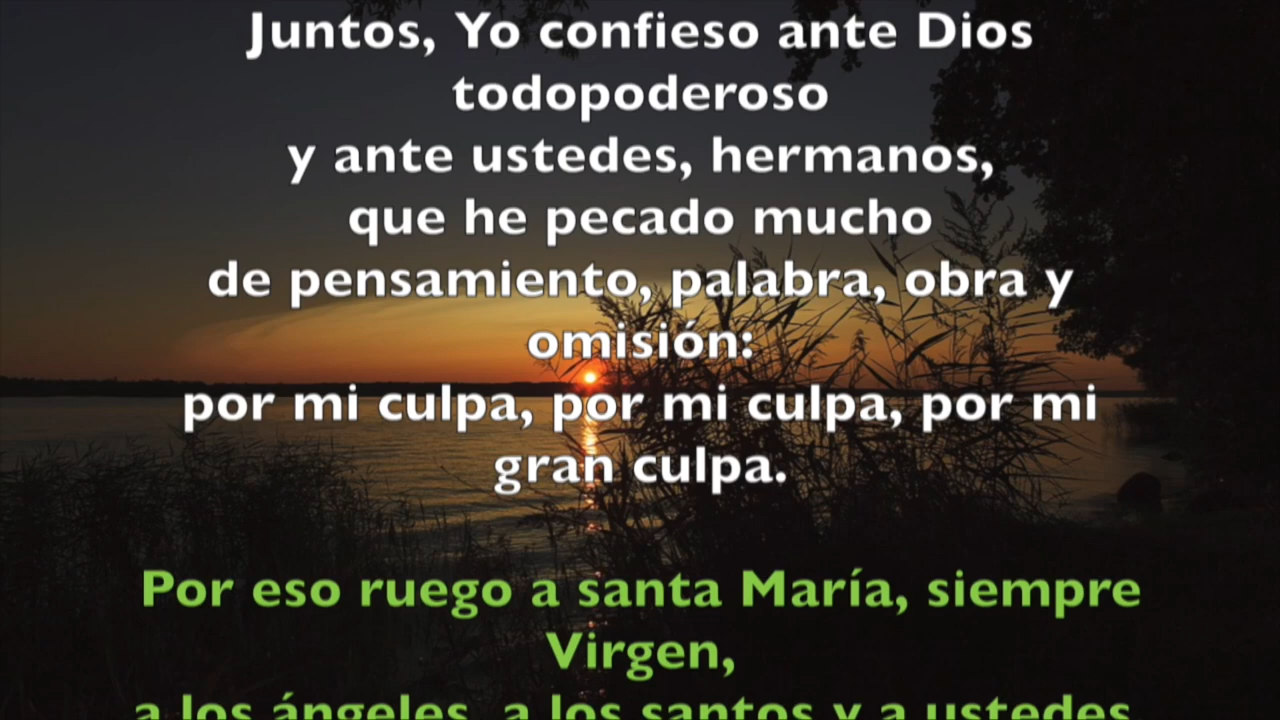 Juntos, Yo confieso ante Dios
todopoderoso
y ante ustedes, hermanos,
que he pecado mucho
de pensamiento, palabra, obra y
omisión:
por mi culpa, por mi culpa, por mi
gran culpa.
Por eso ruego a santa María, siempre
Virgen,
a los ángeles, a los santos y a ustedes,